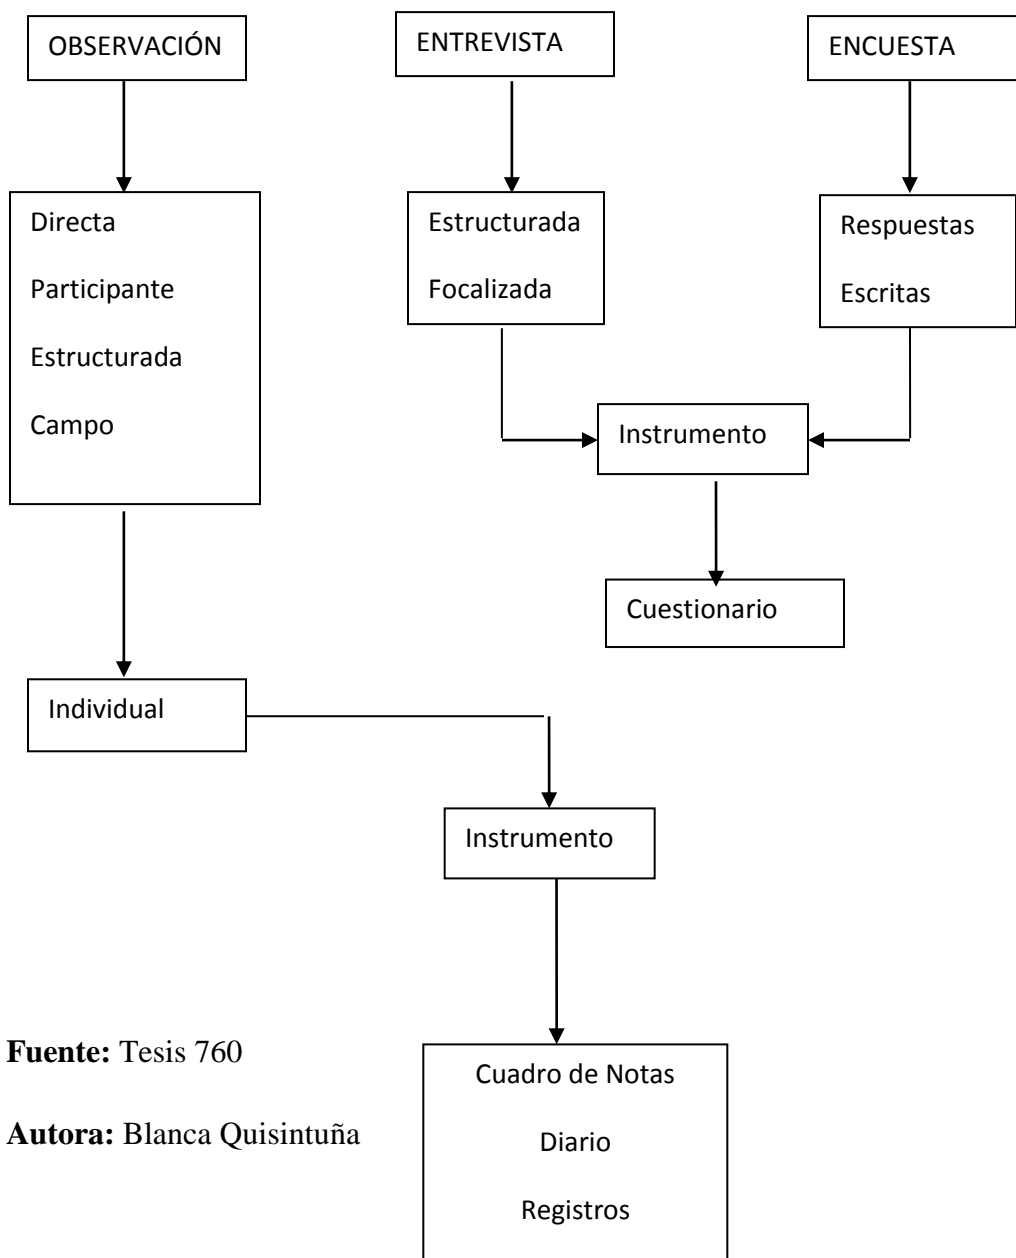 OBSERVACIÓN
ENTREVISTA
ENCUESTA
Directa
Participante
Estructurada
Campo
Estructurada
Focalizada
Respuestas
Escritas
Instrumento
Cuestionario
Individual
Instrumento
Fuente: Tesis 760
Autora: Blanca Quisintuña
Cuadro de Notas
Diario
Registros